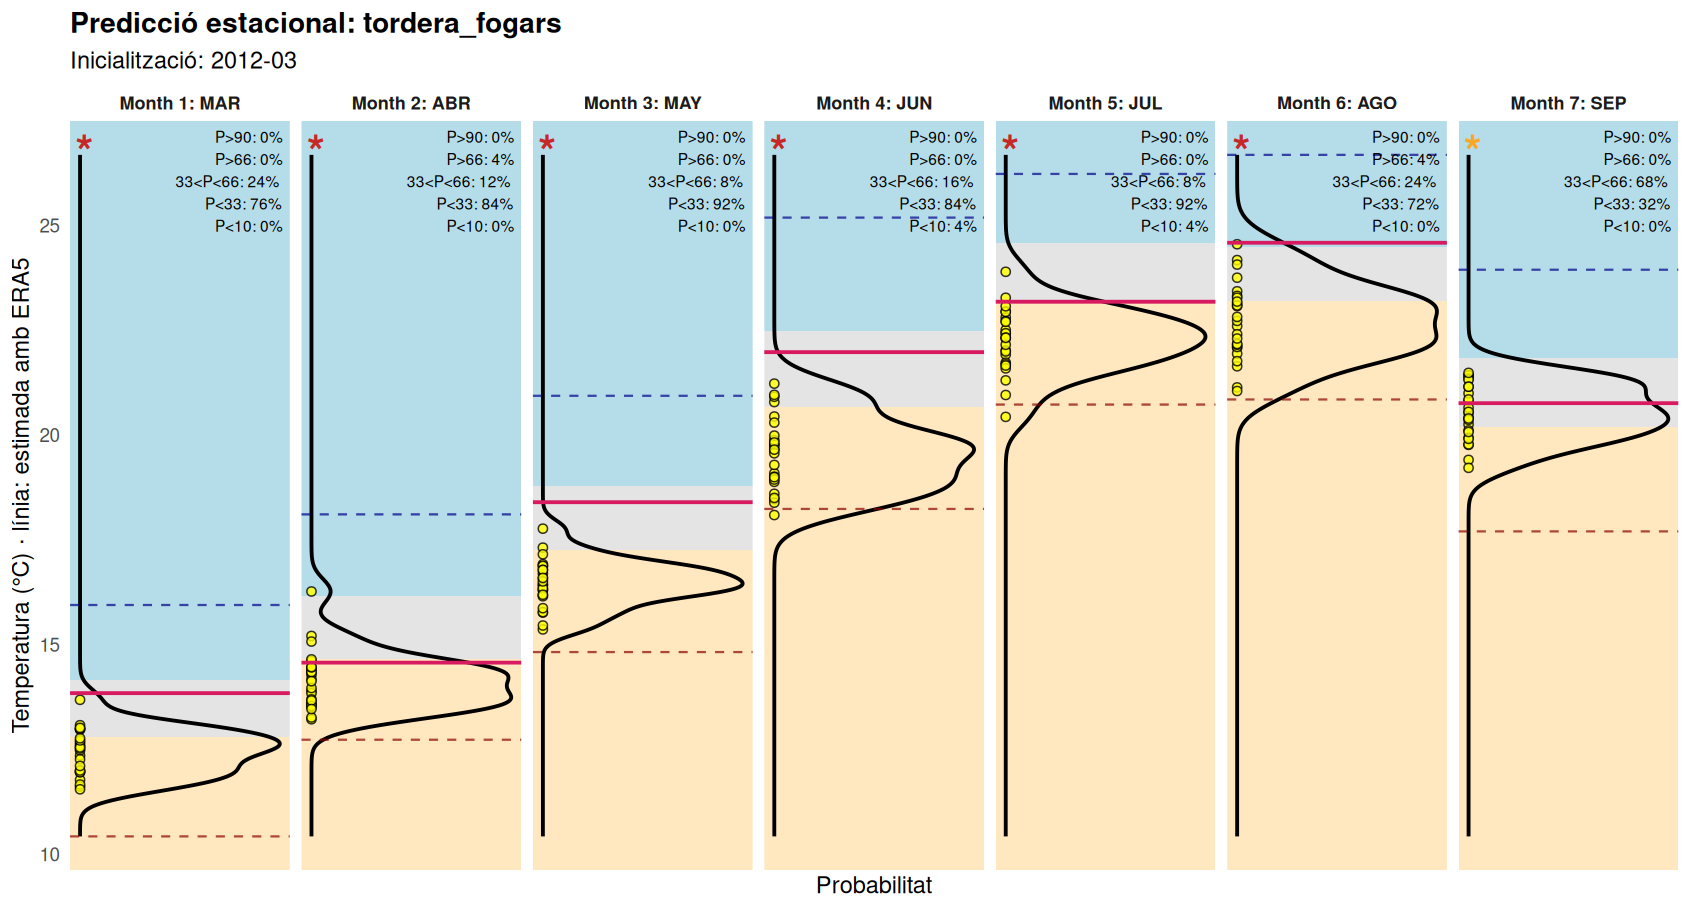 Predicció estacional: tordera_fogars
Inicialització: 2012-03
Month 1: MAR
Month 2: ABR
Month 3: MAY
Month 4: JUN
Month 5: JUL
Month 6: AGO
Month 7: SEP
*
P>90: 0%
P>66: 0%
33<P<66: 24%
P<33: 76%
P<10: 0%
*
P>90: 0%
P>66: 4%
33<P<66: 12%
P<33: 84%
P<10: 0%
*
P>90: 0%
P>66: 0%
33<P<66: 8%
P<33: 92%
P<10: 0%
*
P>90: 0%
P>66: 0%
33<P<66: 16%
P<33: 84%
P<10: 4%
*
P>90: 0%
P>66: 0%
33<P<66: 8%
P<33: 92%
P<10: 4%
*
P>90: 0%
P>66: 4%
33<P<66: 24%
P<33: 72%
P<10: 0%
*
P>90: 0%
P>66: 0%
33<P<66: 68%
P<33: 32%
P<10: 0%
25
20
15
10
Temperatura (°C) · línia: estimada amb ERA5
Probabilitat